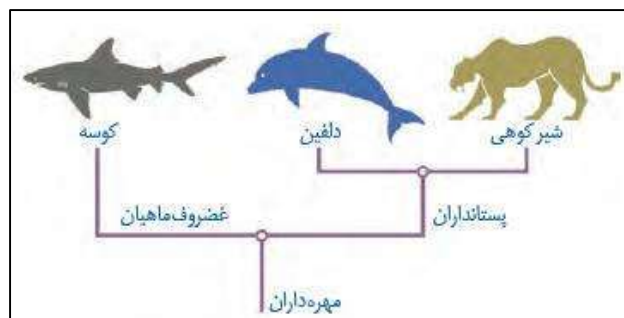 کوسه
دلفین
شیر کوهی
غضروف‌ماهیان
پستانداران
مهره‌داران